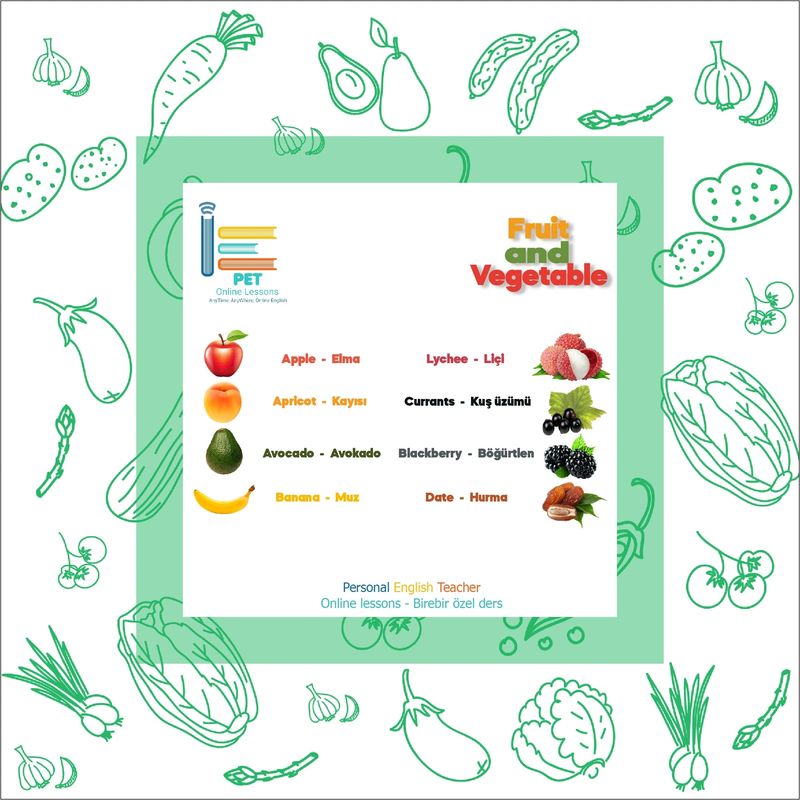 PET
Online Lessons
AnyTime, AnyWhere, Online English
Fruit
and
Vegetable
Apple - Elma
Apricot - Kayısı
Avocado - Avokado
Banana - Muz
Lychee - Liçi
Currants - Kuş üzümü
Blackberry - Böğürtlen
Date - Hurma
Personal English Teacher
Online lessons - Birebir özel ders